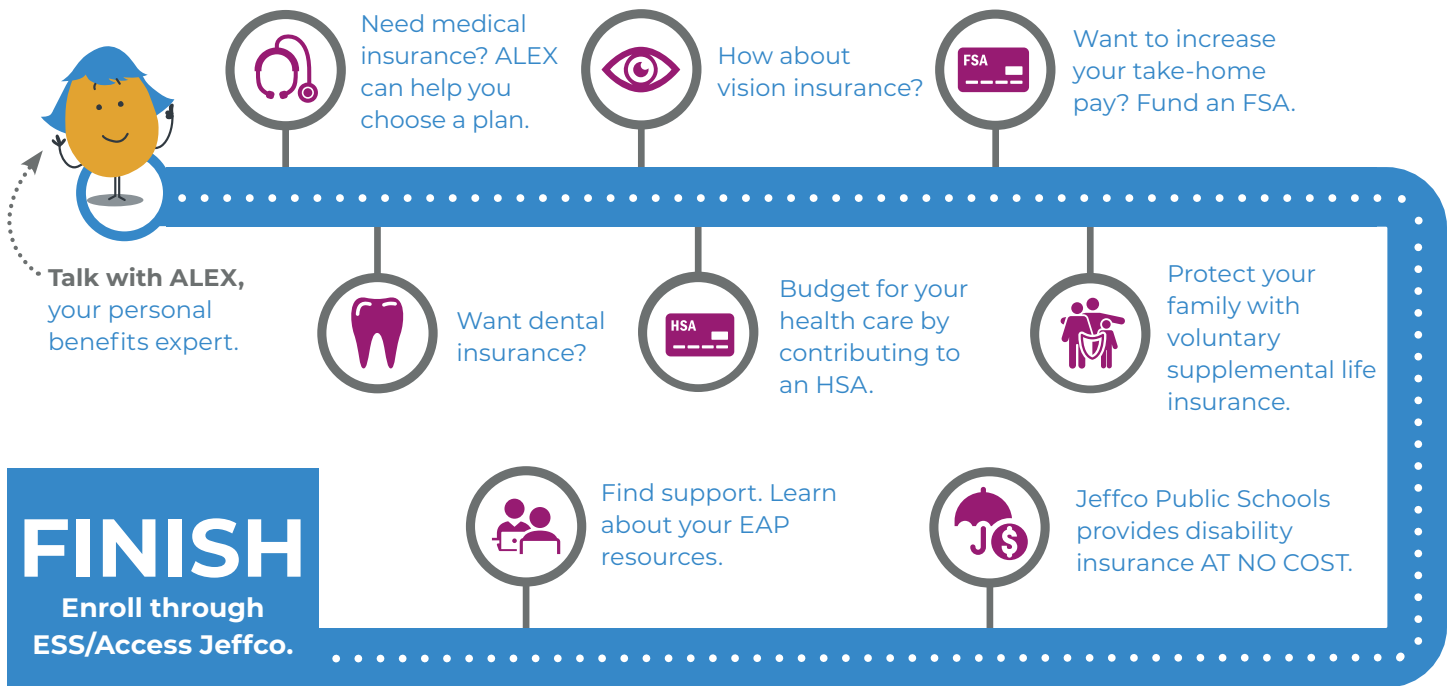 Need medical
insurance? ALEX
can help you
choose a plan.
How about
vision insurance?
FSA
Want to increase
your take-home
pay? Fund an FSA.
Talk with ALEX,
your personal
benefits expert.
Want dental
insurance?
HSA
Budget for your
health care by
contributing to
an HSA.
Protect your
family with
voluntary
supplemental life
insurance.
Jeffco Public Schools
provides disability
insurance AT NO COST.
$
Find support. Learn
about your EAP
resources.
FINISH
Enroll through
ESS/Access Jeffco.